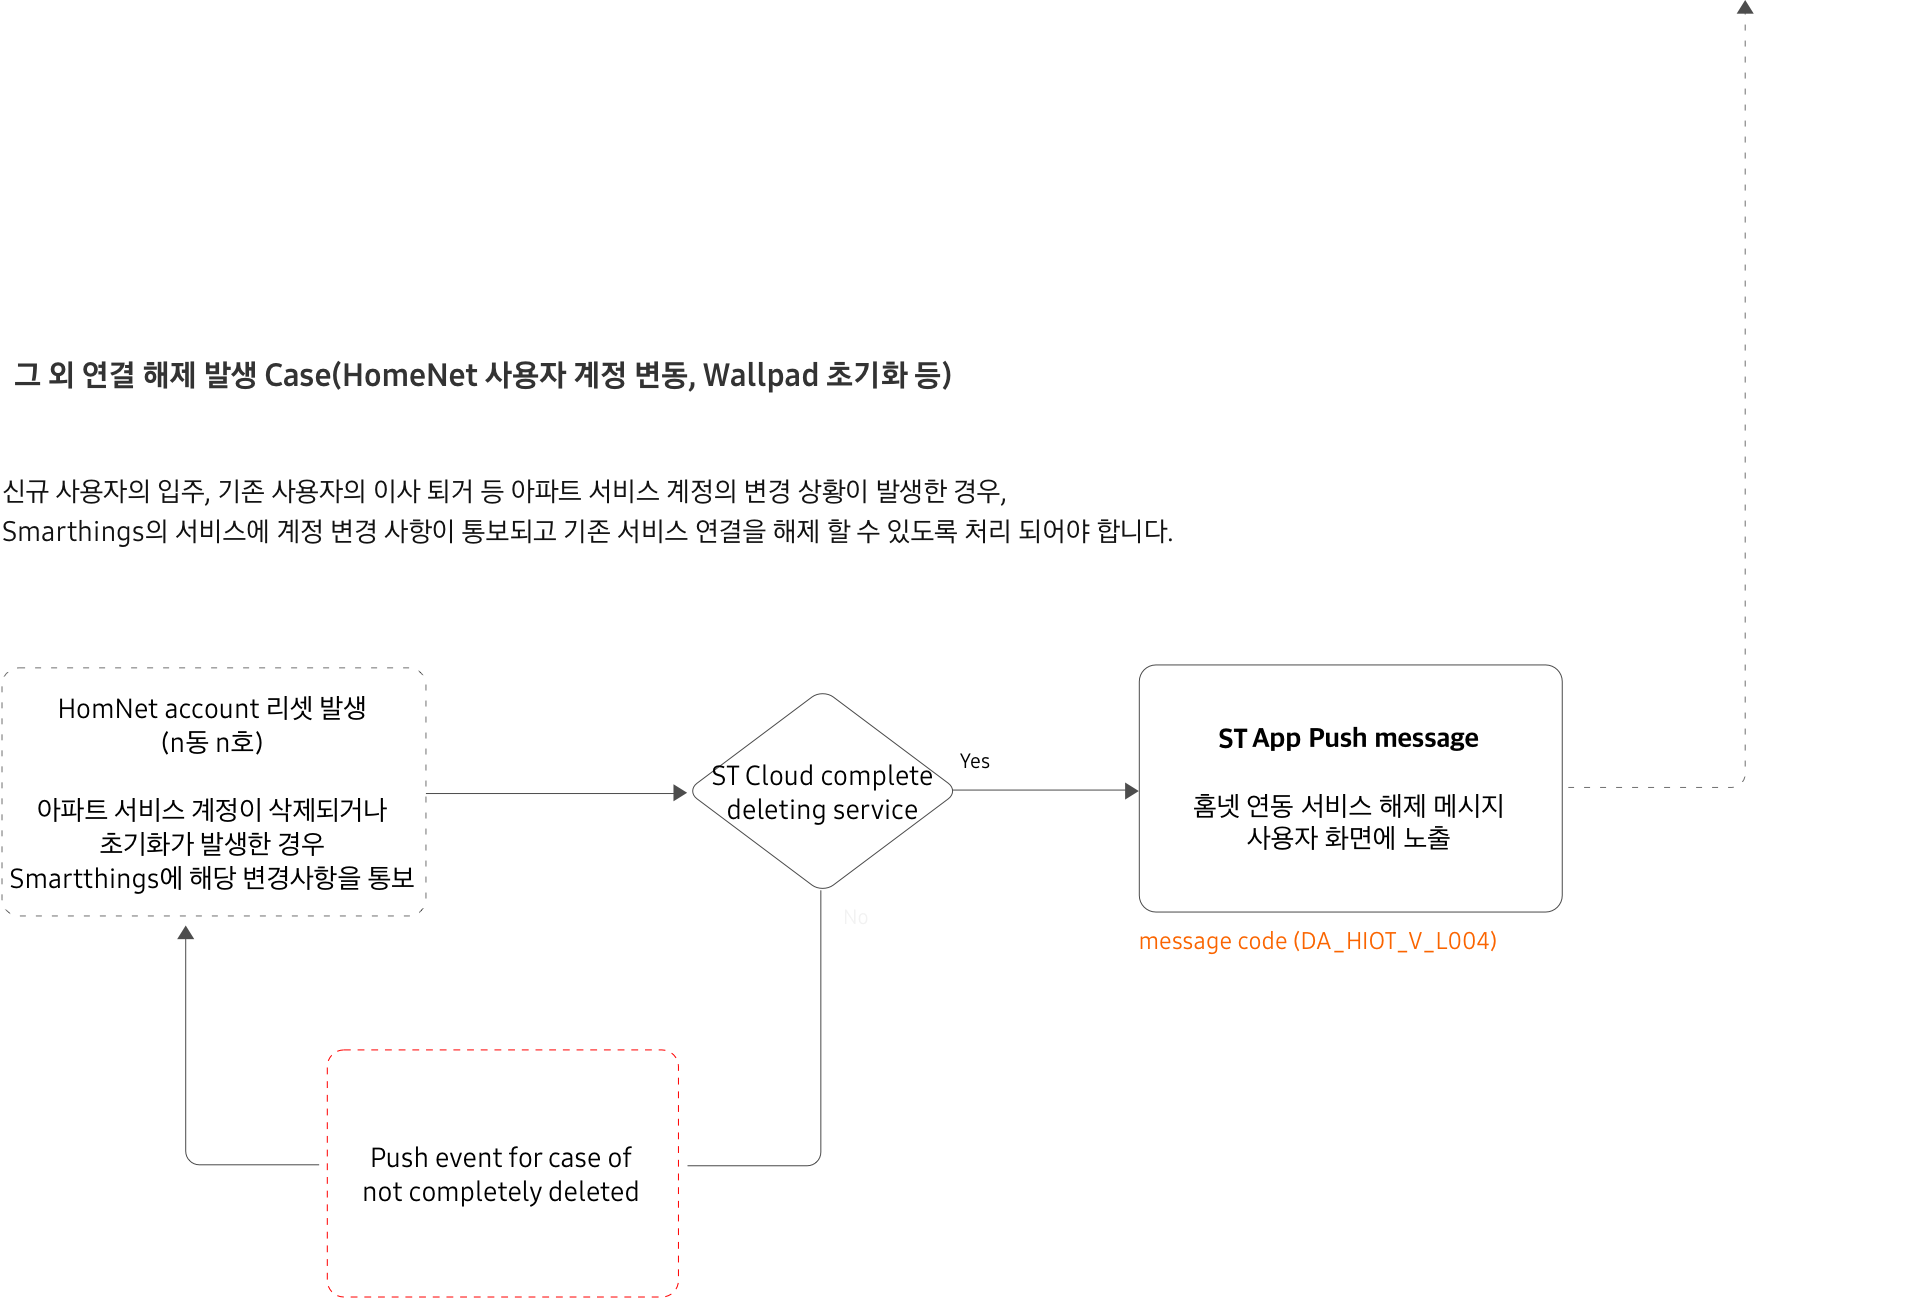 그 외 연결 해제 발생 Case(HomeNet 사용자 계정 변동, Wallpad 초기화 등)
신규 사용자의 입주, 기존 사용자의 이사 퇴거 등 아파트 서비스 계정의 변경 상황이 발생한 경우,
Smarthings의 서비스에 계정 변경 사항이 통보되고 기존 서비스 연결을 해제 할 수 있도록 처리 되어야 합니다.
HomNet account 리셋 발생
(n동 n호)
아파트 서비스 계정이 삭제되거나
초기화가 발생한 경우
Smartthings에 해당 변경사항을 통보
ST Cloud complete
deleting service
Yes
No
ST App Push message
홈넷 연동 서비스 해제 메시지
사용자 화면에 노출
message code (DA_HIOT_V_L004)
Push event for case of
not completely deleted